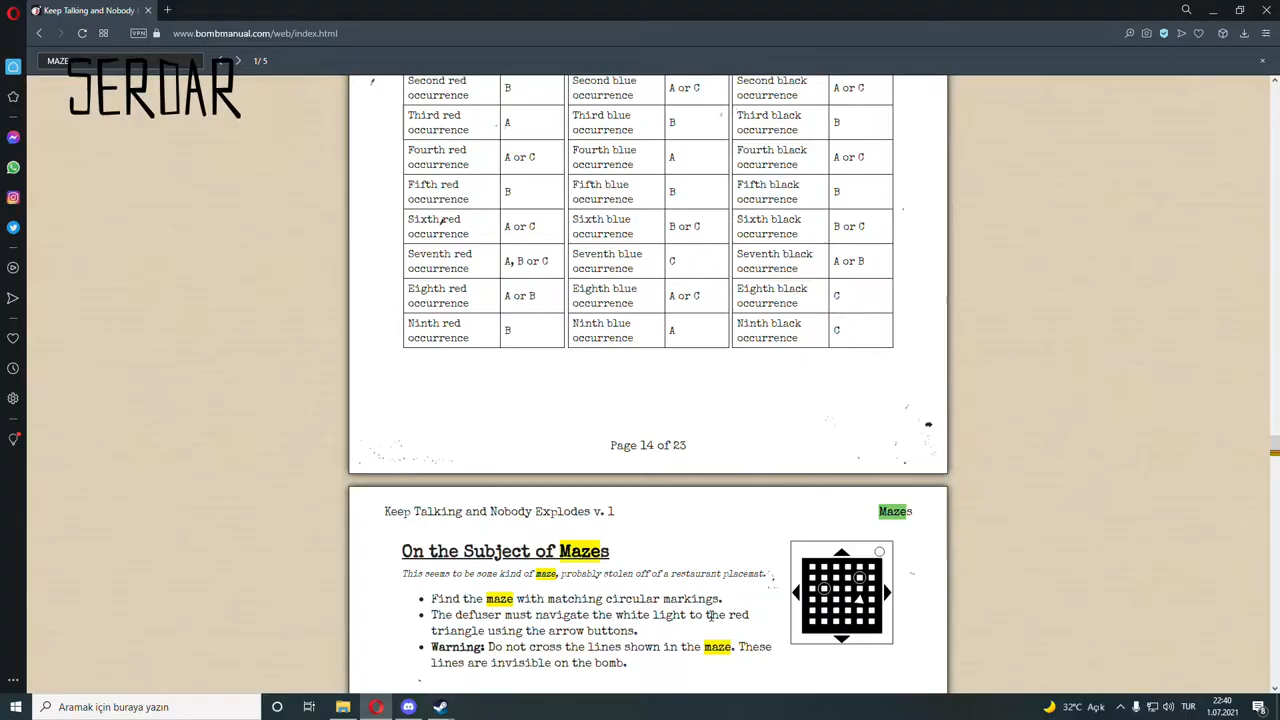 Keep Talking and Nobody
VPN
www.bombmanual.com/web/index.html
MAZE
1/5
SERDAR
Second red occurrence B Second blue occurrence A or C Second black occurrence A or C
Third red occurrence A Third blue occurrence B Third black occurrence B
Fourth red occurrence A or C Fourth blue occurrence A Fourth black occurrence A or C
Fifth red occurrence B Fifth blue occurrence B Fifth black occurrence B
Sixth red occurrence A or C Sixth blue occurrence B or C Sixth black occurrence B or C
Seventh red occurrence A, B or C Seventh blue occurrence C Seventh black occurrence A or B
Eighth red occurrence A or B Eighth blue occurrence A or C Eighth black occurrence C
Ninth red occurrence B Ninth blue occurrence A Ninth black occurrence C
Page 14 of 23
Keep Talking and Nobody Explodes v. 1
Mazes
On the Subject of Mazes
This seems to be some kind of maze, probably stolen off of a restaurant placemat.
• Find the maze with matching circular markings.
• The defuser must navigate the white light to the red
triangle using the arrow buttons.
• Warning: Do not cross the lines shown in the maze. These
lines are invisible on the bomb.
Aramak için buraya yazın
32°C Açık
TUR
22:40
1.07.2021